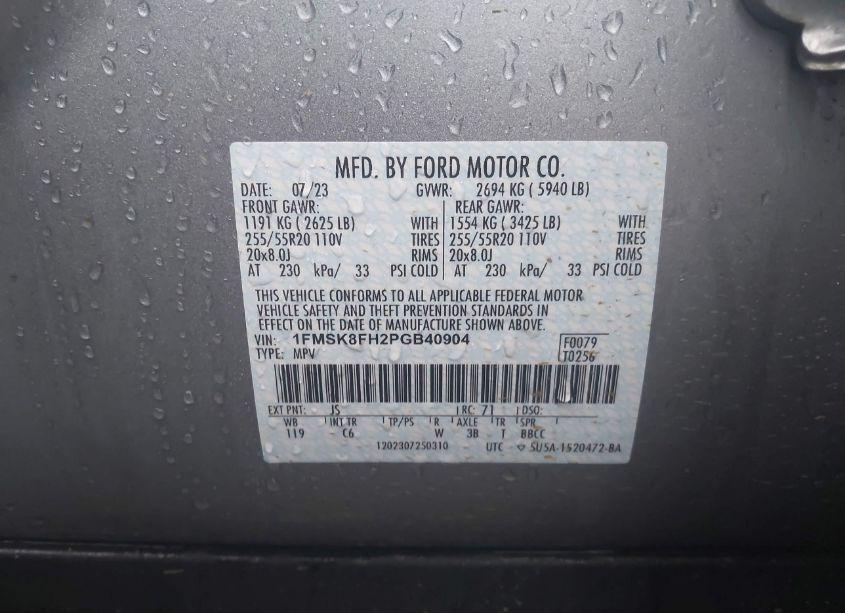 MFD. BY FORD MOTOR CO.
DATE: 07/23 GVWR: 2694 KG ( 5940 LB)
FRONT GAWR: REAR GAWR:
1191 KG ( 2625 LB) WITH 1554 KG ( 3425 LB) WITH
255/55R20 110V TIRES 255/55R20 110V TIRES
20x8.0J RIMS 20x8.0J RIMS
AT 230 kPa/ 33 PSI COLD AT 230 kPa/ 33 PSI COLD
THIS VEHICLE CONFORMS TO ALL APPLICABLE FEDERAL MOTOR
VEHICLE SAFETY AND THEFT PREVENTION STANDARDS IN
EFFECT ON THE DATE OF MANUFACTURE SHOWN ABOVE.
VIN: 1FMSK8FH2PGB40904 F0079
TYPE: MPV T0256
EXT PNT: JS RC: 71 DSO:
WB INT TR TP/PS R AXLE TR SPR
119 C6 W 3B T BBCC
1202307250310 UTC SU5A-1520472-BA